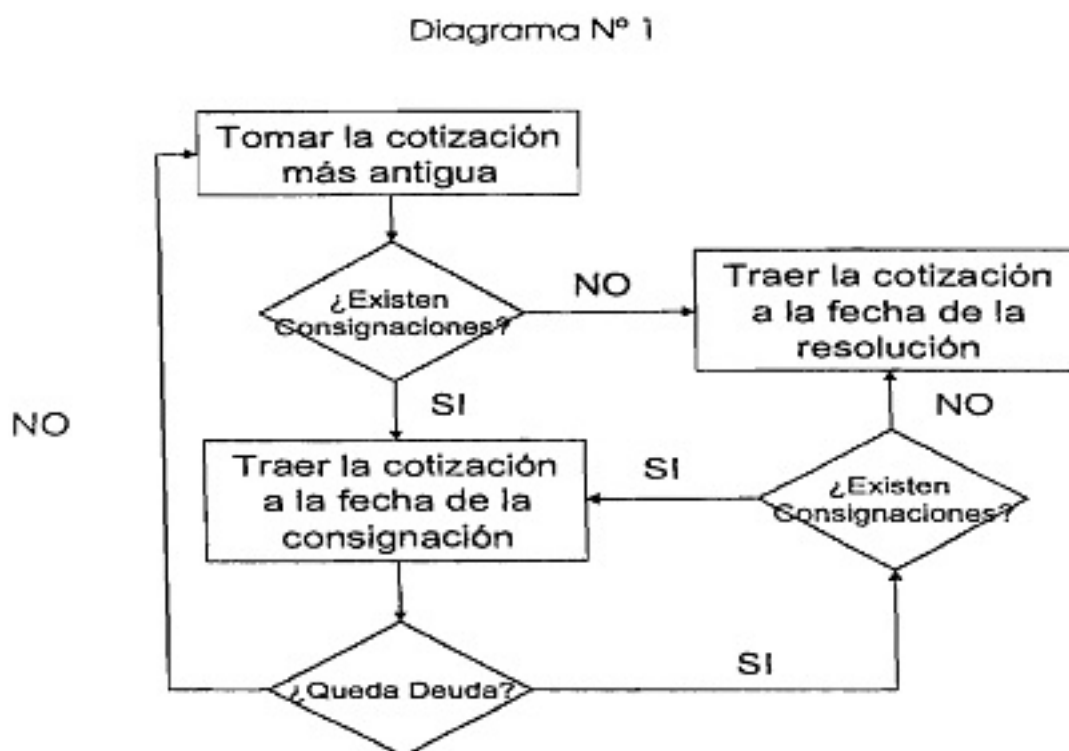 Diagrama Nº 1
Tomar la cotización
más antigua
¿Existen
Consignaciones?
NO
Traer la cotización
a la fecha de la
resolución
SI
NO
NO
Traer la cotización
a la fecha de la
consignación
SI
¿Existen
Consignaciones?
¿Queda Deuda?
SI